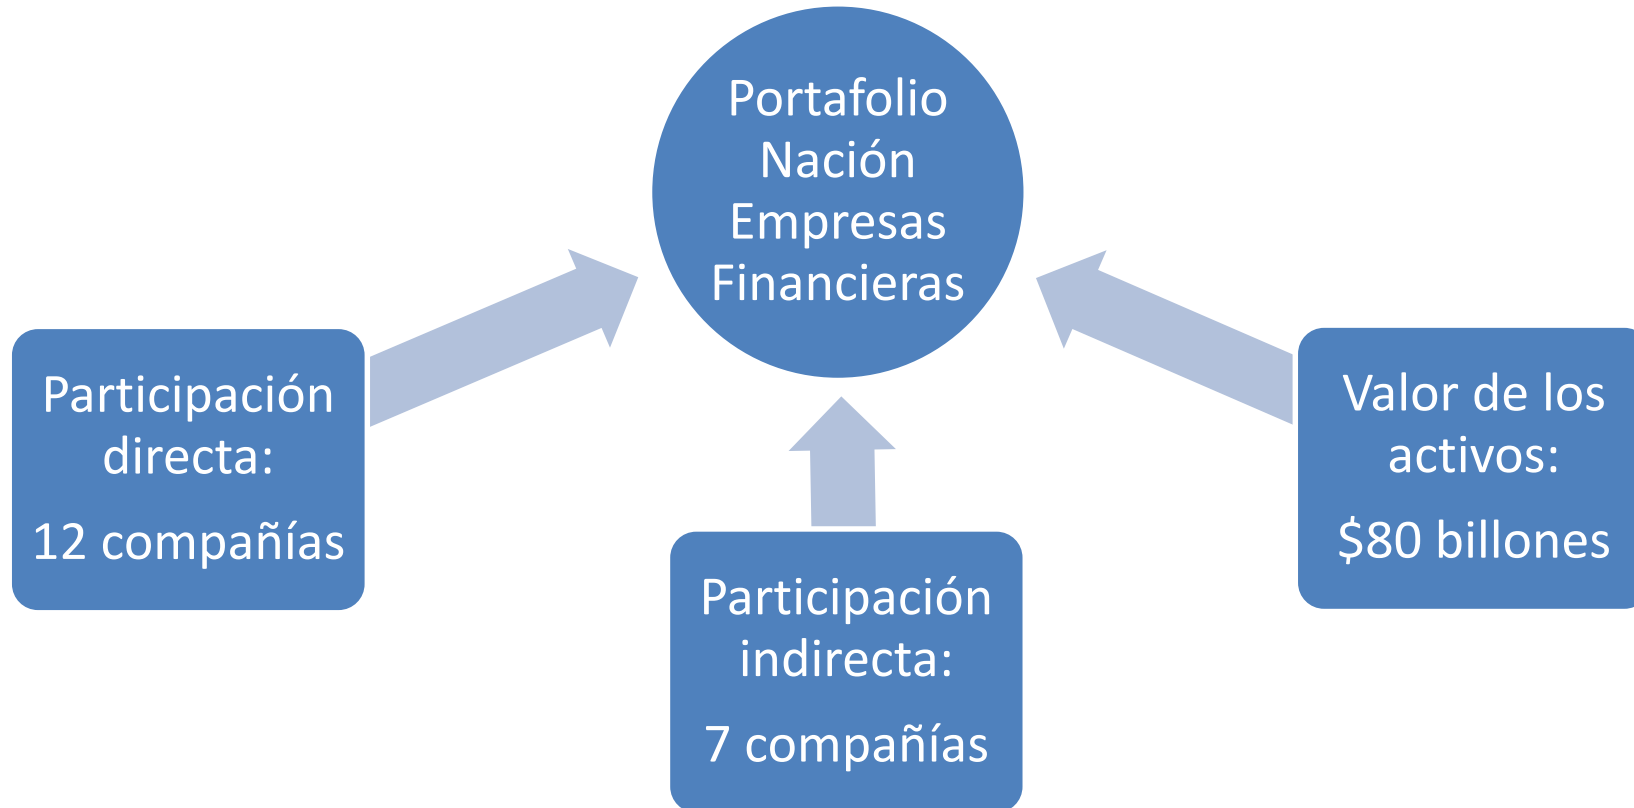 Portafolio
Nación
Empresas
Financieras
Participación
directa:
12 compañías
Participación
indirecta:
7 compañías
Valor de los
activos:
$80 billones